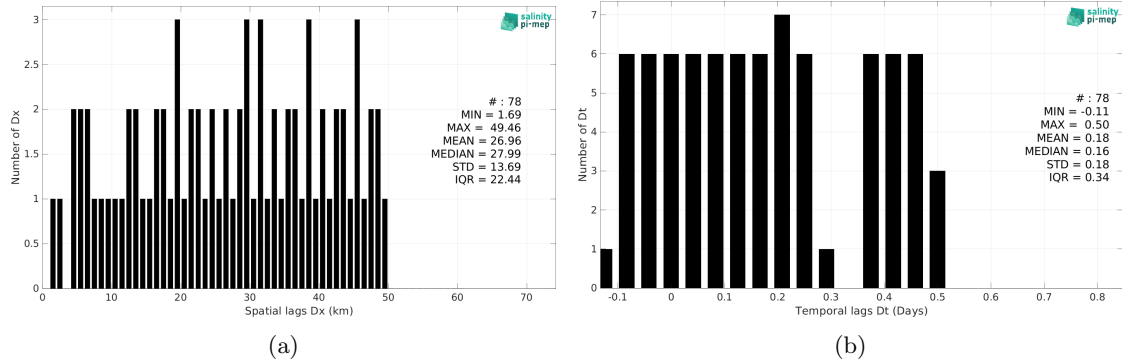 salinity
pi-mep
Number of Dx
3
2.5
2
1.5
1
0.5
0
# : 78
MIN = 1.69
MAX = 49.46
MEAN = 26.96
MEDIAN = 27.99
STD = 13.69
IQR = 22.44
0 10 20 30 40 50 60 70
Spatial lags Dx (km)
(a)
salinity
pi-mep
Number of Dt
7
6
5
4
3
2
1
0
# : 78
MIN = -0.11
MAX = 0.50
MEAN = 0.18
MEDIAN = 0.16
STD = 0.18
IQR = 0.34
-0.1 0 0.1 0.2 0.3 0.4 0.5 0.6 0.7 0.8
Temporal lags Dt (Days)
(b)